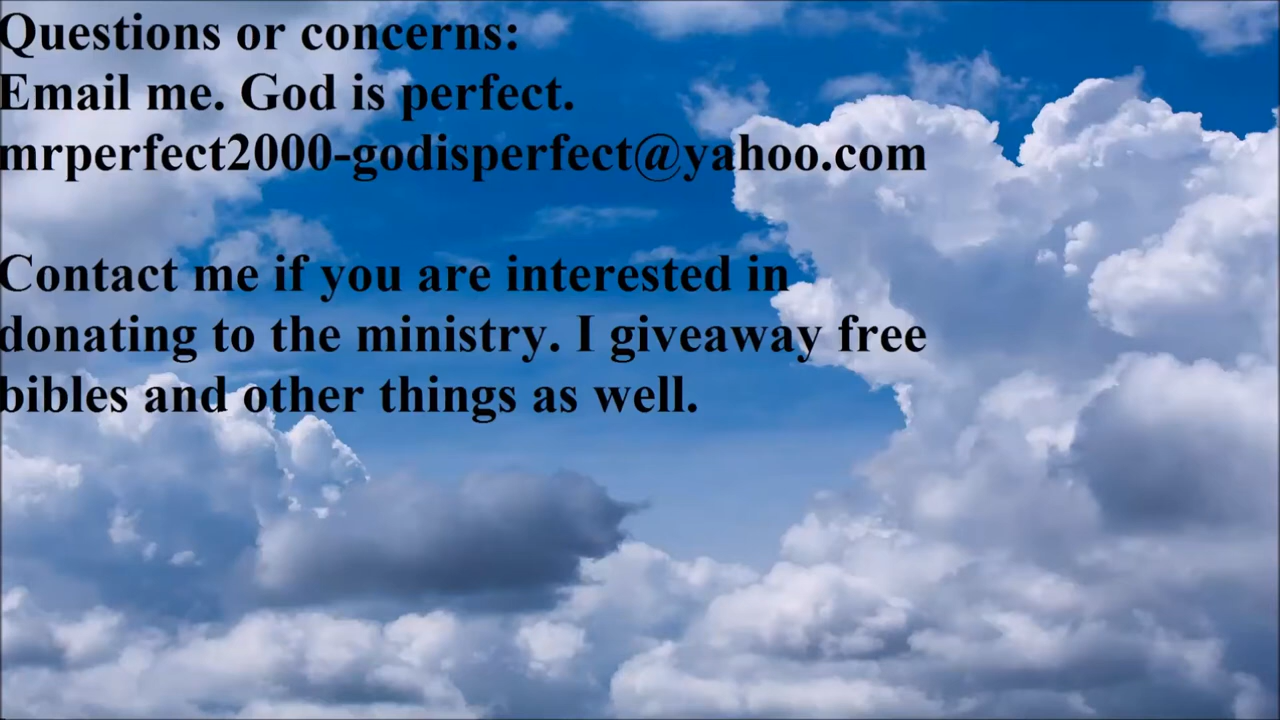 Questions or concerns:
Email me. God is perfect.
mrperfect2000-godisperfect@yahoo.com
Contact me if you are interested in
donating to the ministry. I giveaway free
bibles and other things as well.